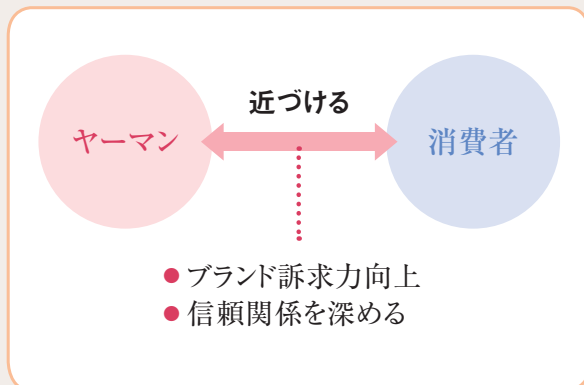 近づける
ヤーマン
消費者
● ブランド訴求力向上
● 信頼関係を深める